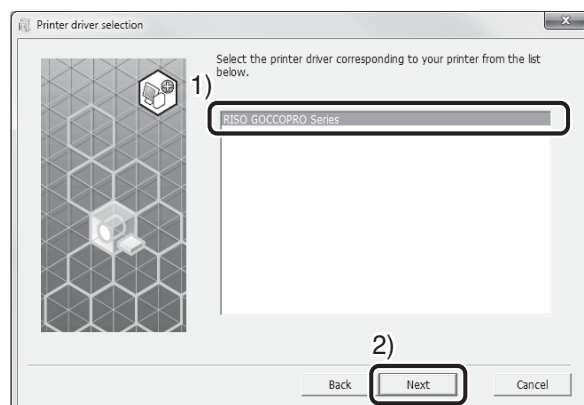 Printer driver selection
Select the printer driver corresponding to your printer from the list
below.
1)
RISO GOCCOPRO Series
2)
Back Next Cancel